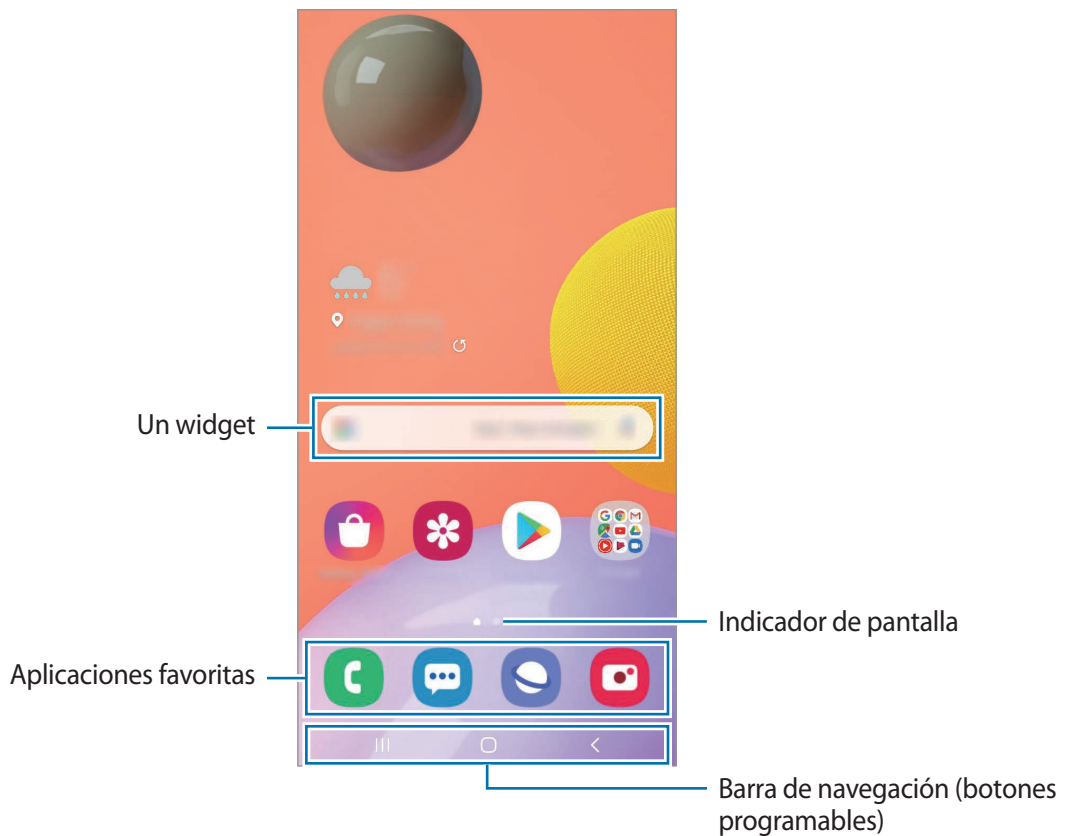 Un widget
Indicador de pantalla
Aplicaciones favoritas
Barra de navegación (botones
programables)